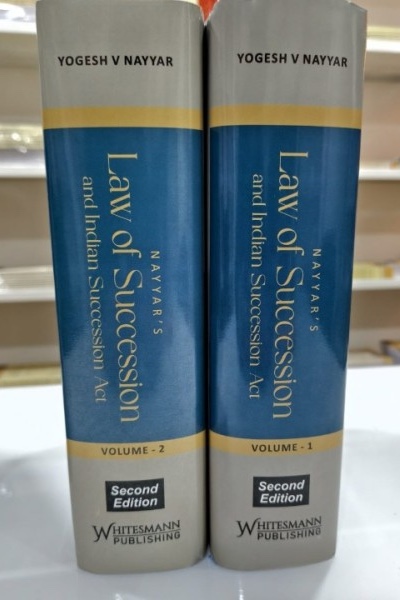 YOGESH V NAYYAR
NAYYAR'S
Law of Succession
and Indian Succession Act
VOLUME - 2
Second
Edition
WHITESMANN
PUBLISHING
YOGESH V NAYYAR
NAYYAR'S
Law of Succession
and Indian Succession Act
VOLUME - 1
Second
Edition
WHITESMANN
PUBLISHING